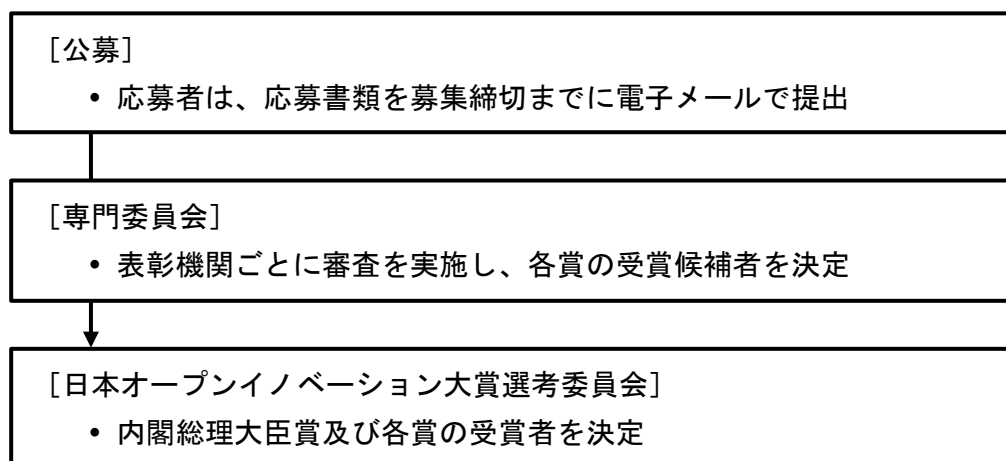 ［公募］
• 応募者は、応募書類を募集締切までに電子メールで提出
［専門委員会］
• 表彰機関ごとに審査を実施し、各賞の受賞候補者を決定
［日本オープンイノベーション大賞選考委員会］
• 内閣総理大臣賞及び各賞の受賞者を決定